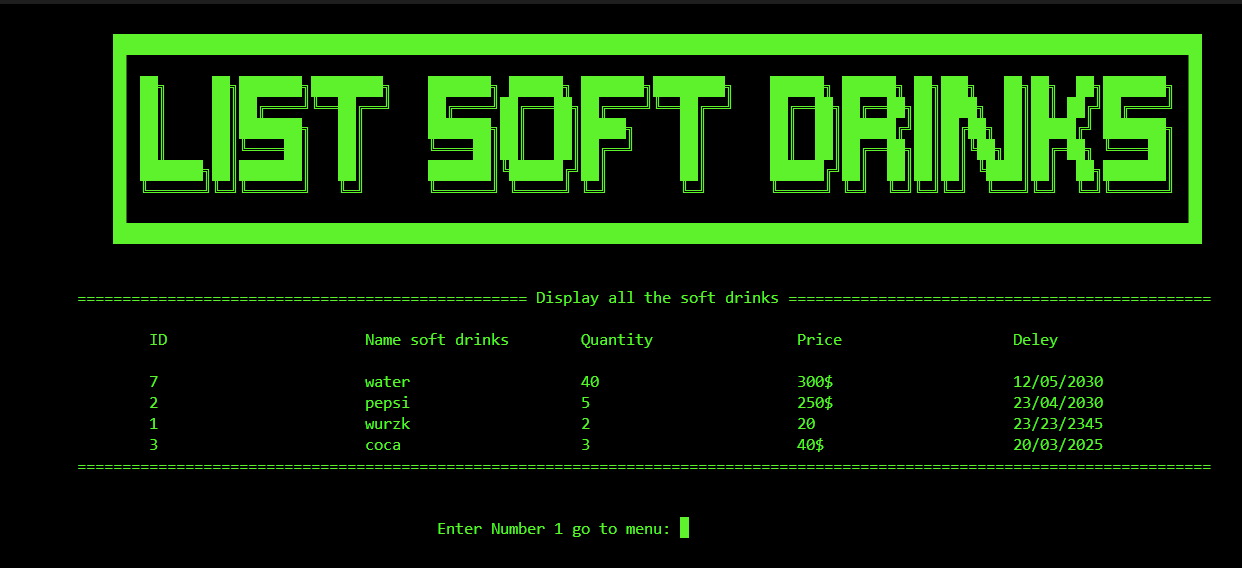 LIST SOFT DRINKS
================================================== Display all the soft drinks ===============================================
ID Name soft drinks Quantity Price Deley
7 water 40 300$ 12/05/2030
2 pepsi 5 250$ 23/04/2030
1 wurzk 2 20 23/23/2345
3 coca 3 40$ 20/03/2025
==============================================================================================================================
Enter Number 1 go to menu: